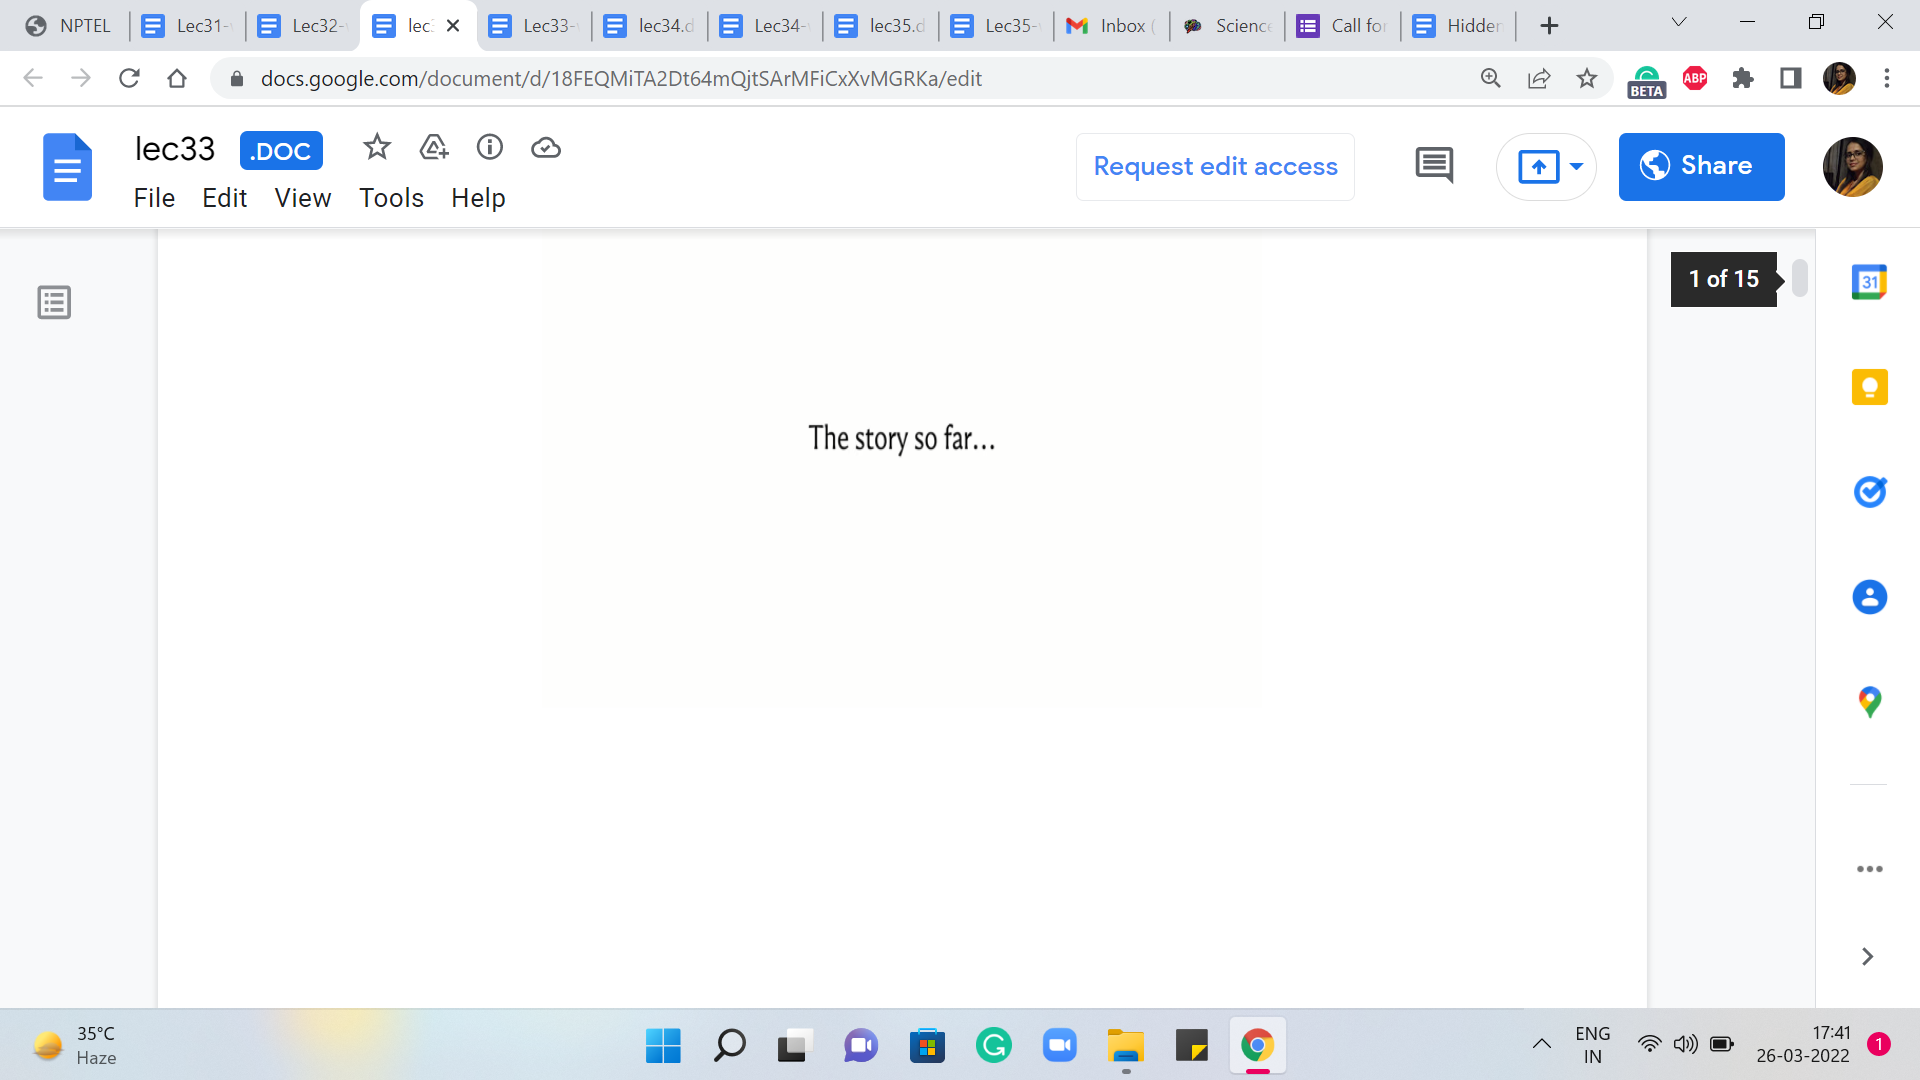 NPTEL
Lec31-
Lec32-
lec3
Lec33-
lec34.d
Lec34-
lec35.d
Lec35-
Inbox (
Science
Call for
Hidden
docs.google.com/document/d/18FEQMiTA2Dt64mQjtSArMFiCxXvMGRKa/edit
BETA
ABP
lec33
.DOC
File Edit View Tools Help
Request edit access
Share
1 of 15
31
The story so far...
35°C
Haze
ENG
IN
17:41
26-03-2022
1